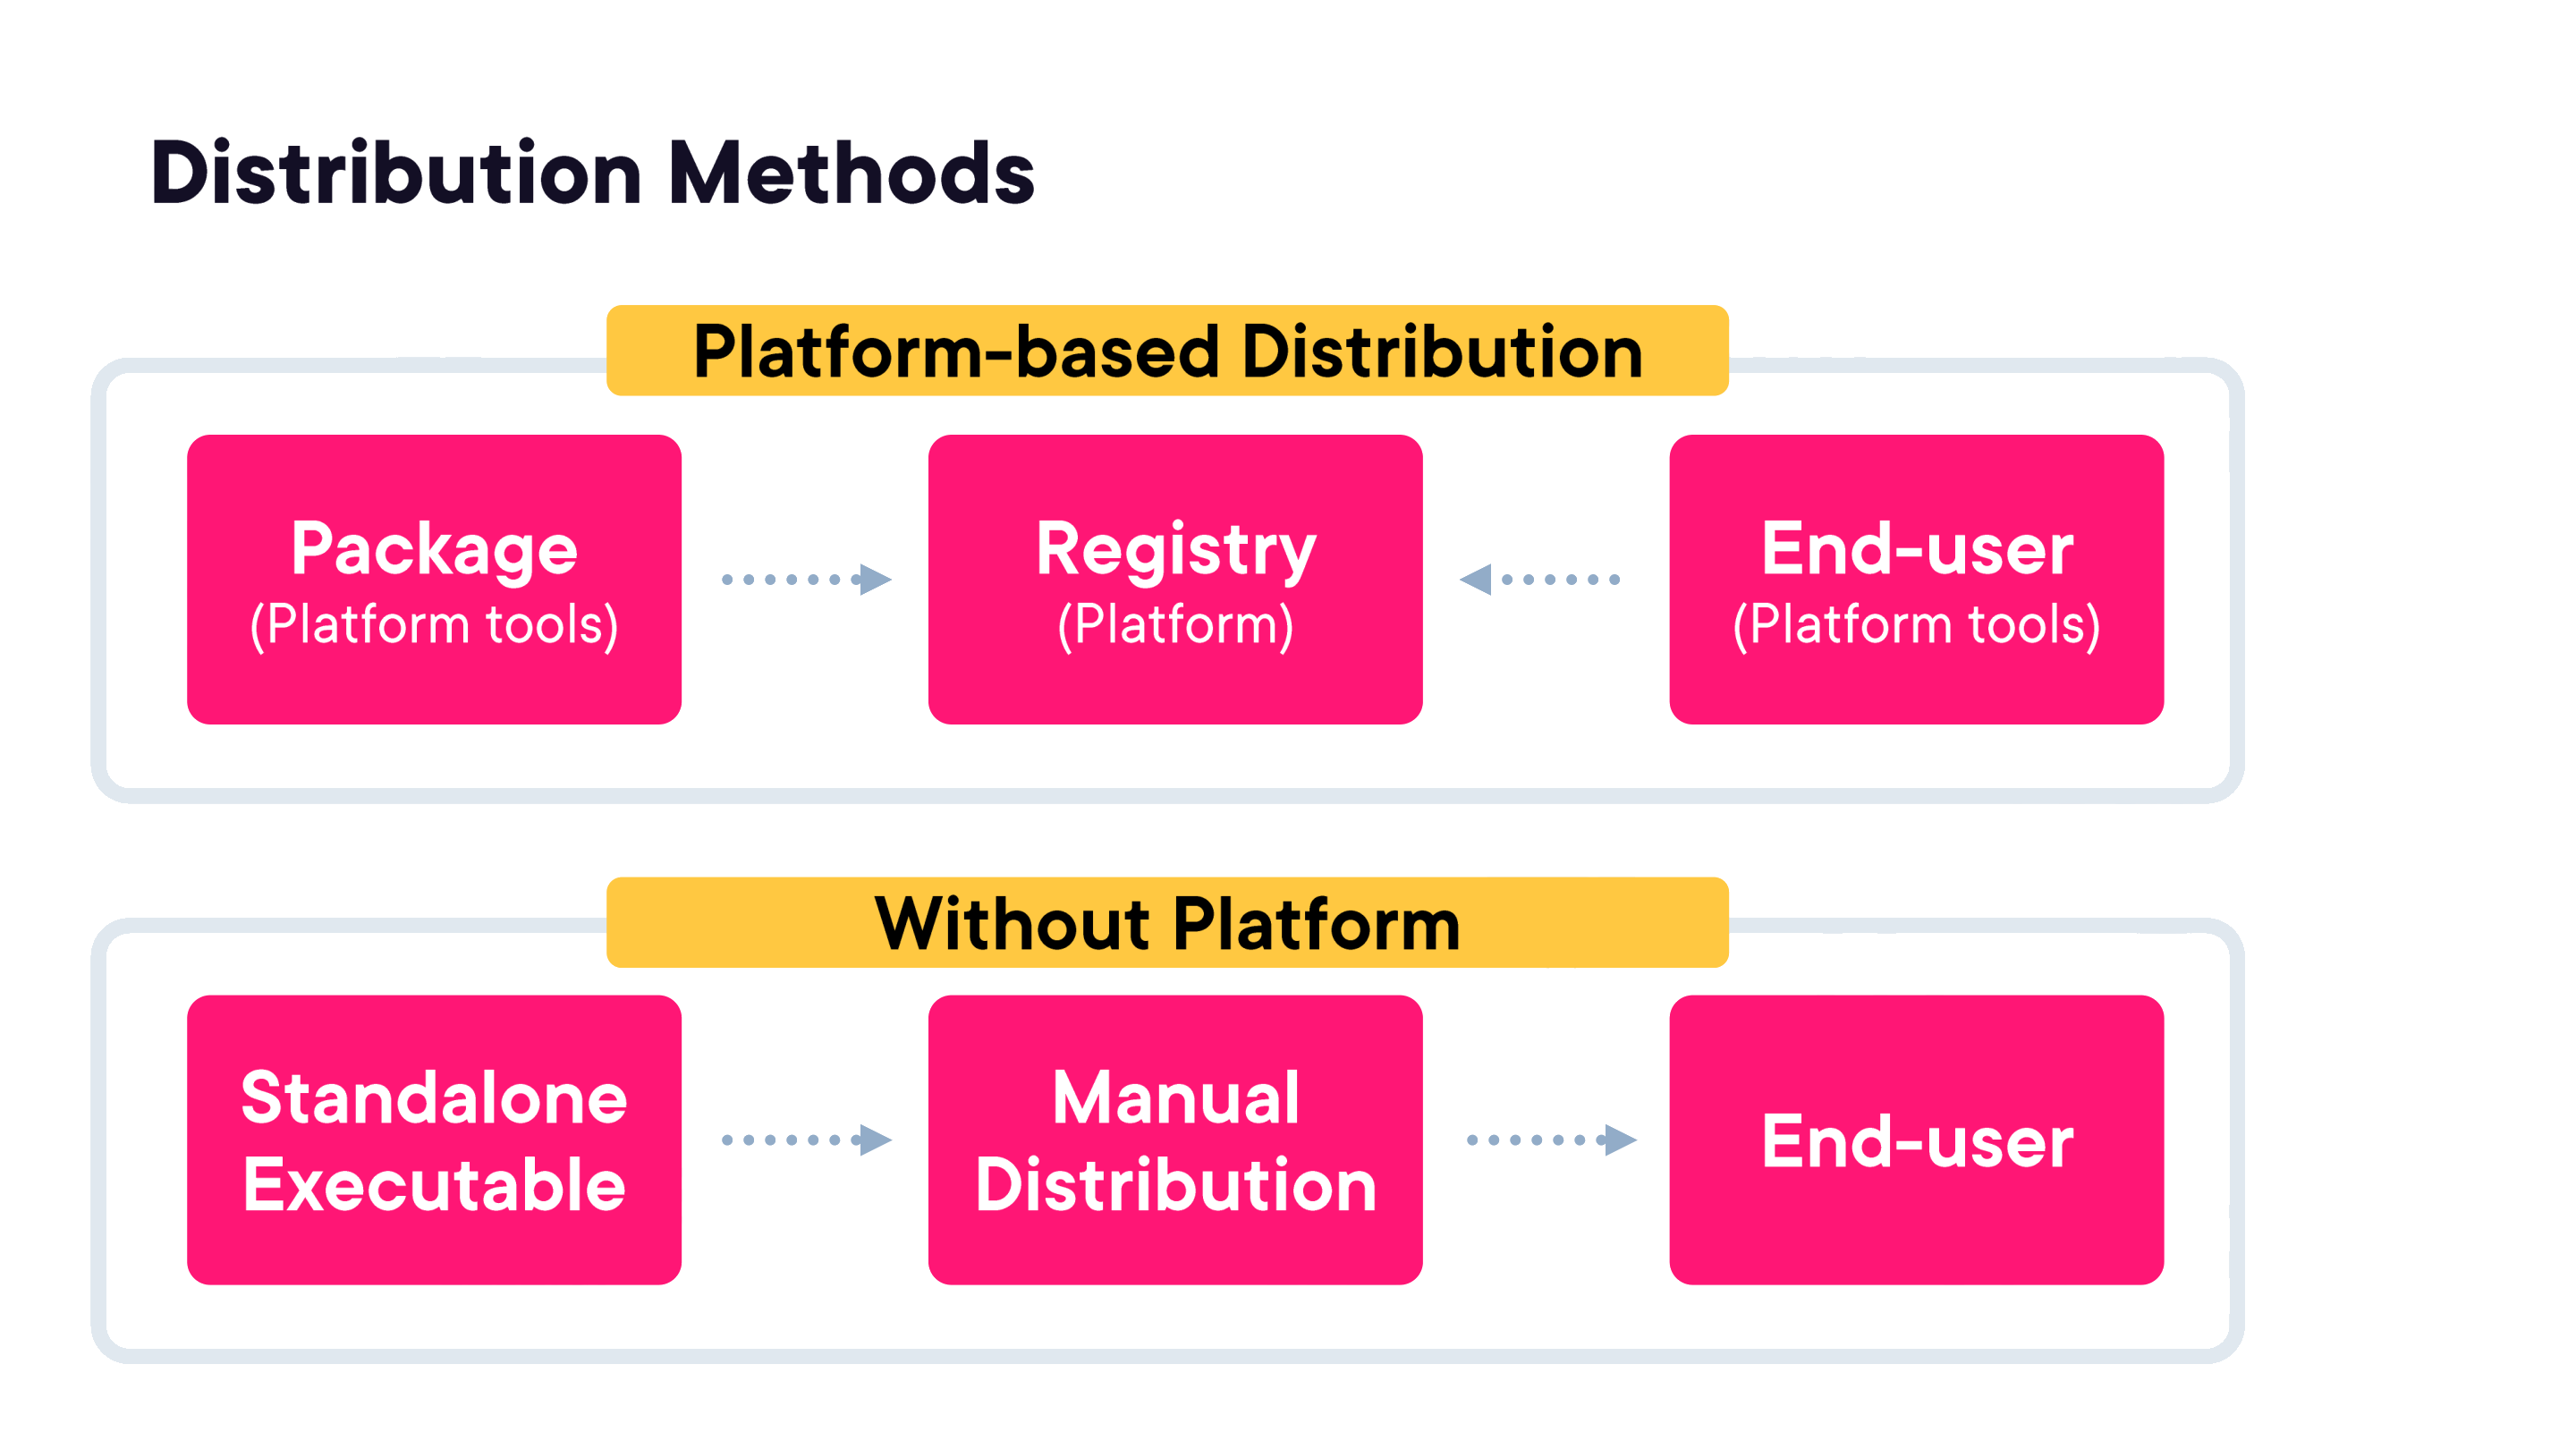 Distribution Methods
Platform-based Distribution
Package
(Platform tools)
Registry
(Platform)
End-user
(Platform tools)
Without Platform
Standalone
Executable
Manual
Distribution
End-user